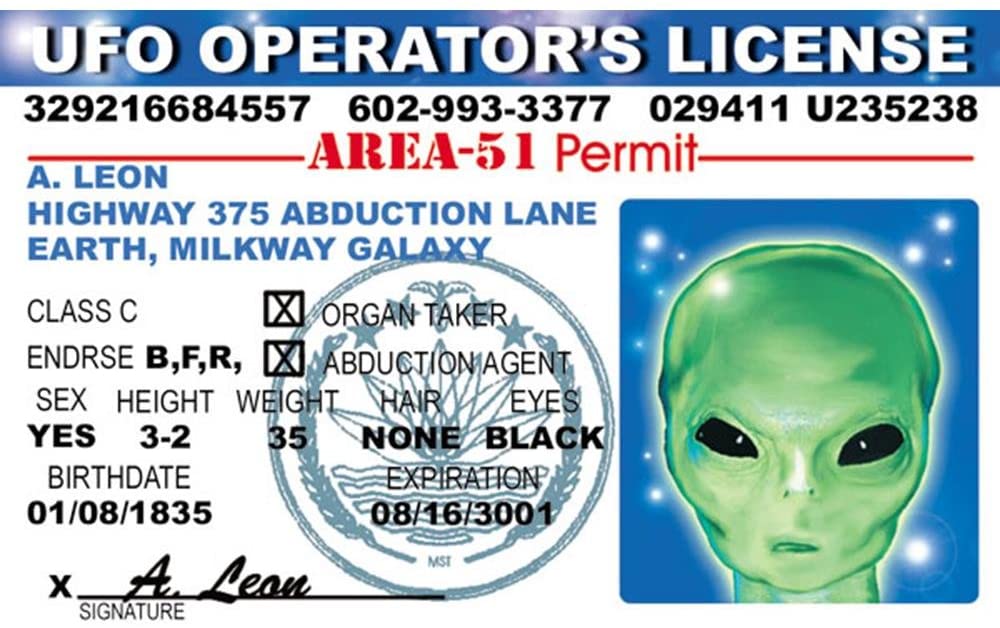 UFO OPERATOR'S LICENSE
329216684557 602-993-3377 029411 U235238
AREA-51 Permit
A. LEON
HIGHWAY 375 ABDUCTION LANE
EARTH, MILKWAY GALAXY
CLASS C X ORGAN TAKER
ENDRSE B,F,R, X ABDUCTION AGENT
SEX HEIGHT WEIGHT HAIR EYES
YES 3-2 35 NONE BLACK
BIRTHDATE EXPIRATION
01/08/1835 08/16/3001
MST
X A. Leon
SIGNATURE